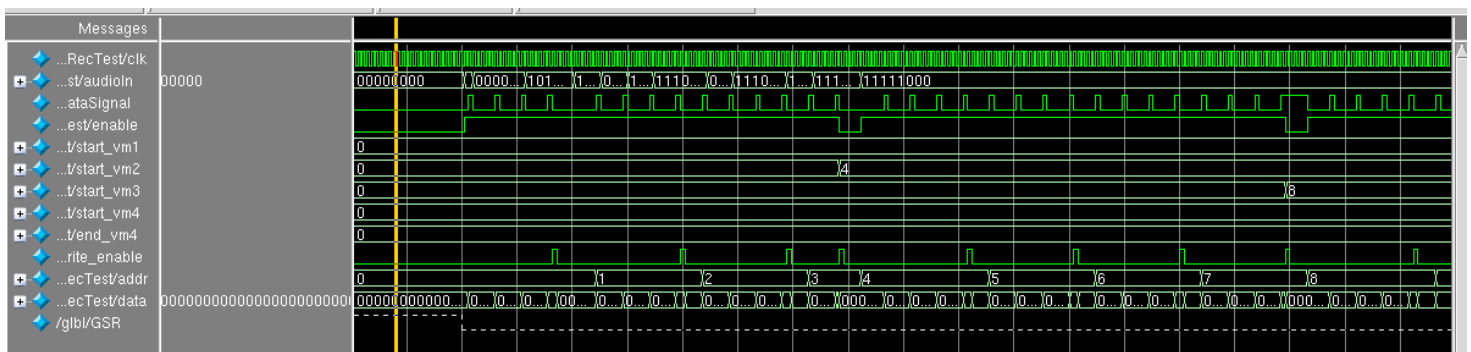 Messages
...RecTest/clk
...st/audioIn 00000 00000000 0000... 101... 1... 0... 1... 1110... 0... 1110... 1... 111... 11111000
...ataSignal
...est/enable
...t/start_vm1 0
...t/start_vm2 0 4
...t/start_vm3 0 8
...t/start_vm4 0
...t/end_vm4 0
...rite_enable
...ecTest/addr 0 1 2 3 4 5 6 7 8
...ecTest/data
/glbl/GSR